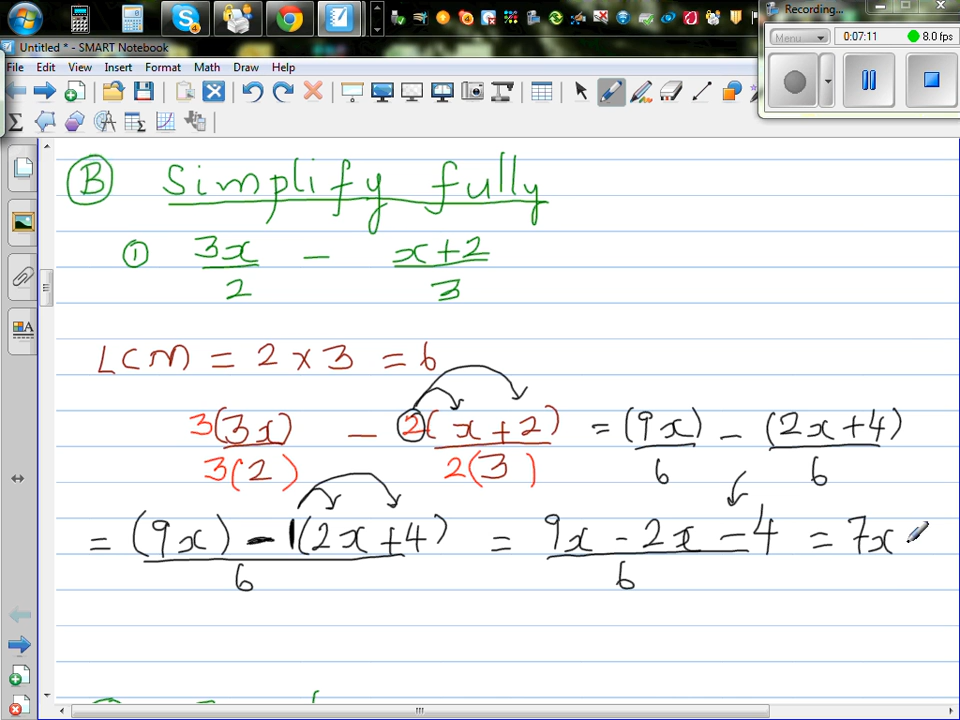 Recording...
Menu
0:07:11
8.0 fps
Untitled * - SMART Notebook
File Edit View Insert Format Math Draw Help
B Simplify fully
① 3x/2 - x+2/3
LCM = 2 × 3 = 6
3(3x)/3(2) - 2(x+2)/2(3) = (9x)/6 - (2x+4)/6
= (9x) - 1(2x+4)/6 = 9x - 2x - 4/6 = 7x